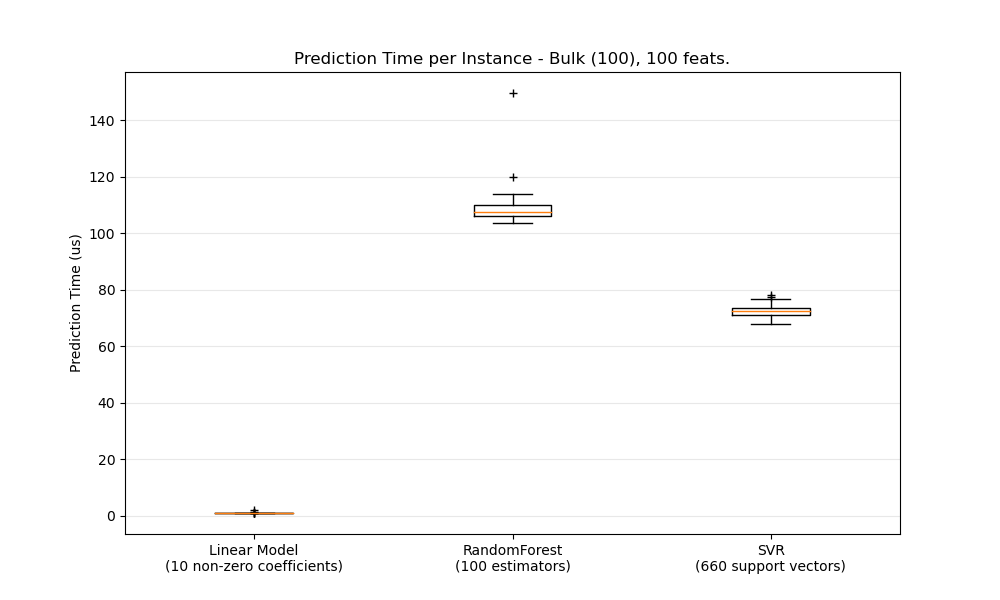 Prediction Time per Instance - Bulk (100), 100 feats.
Prediction Time (us)
140
120
100
80
60
40
20
0
Linear Model
(10 non-zero coefficients)
RandomForest
(100 estimators)
SVR
(660 support vectors)